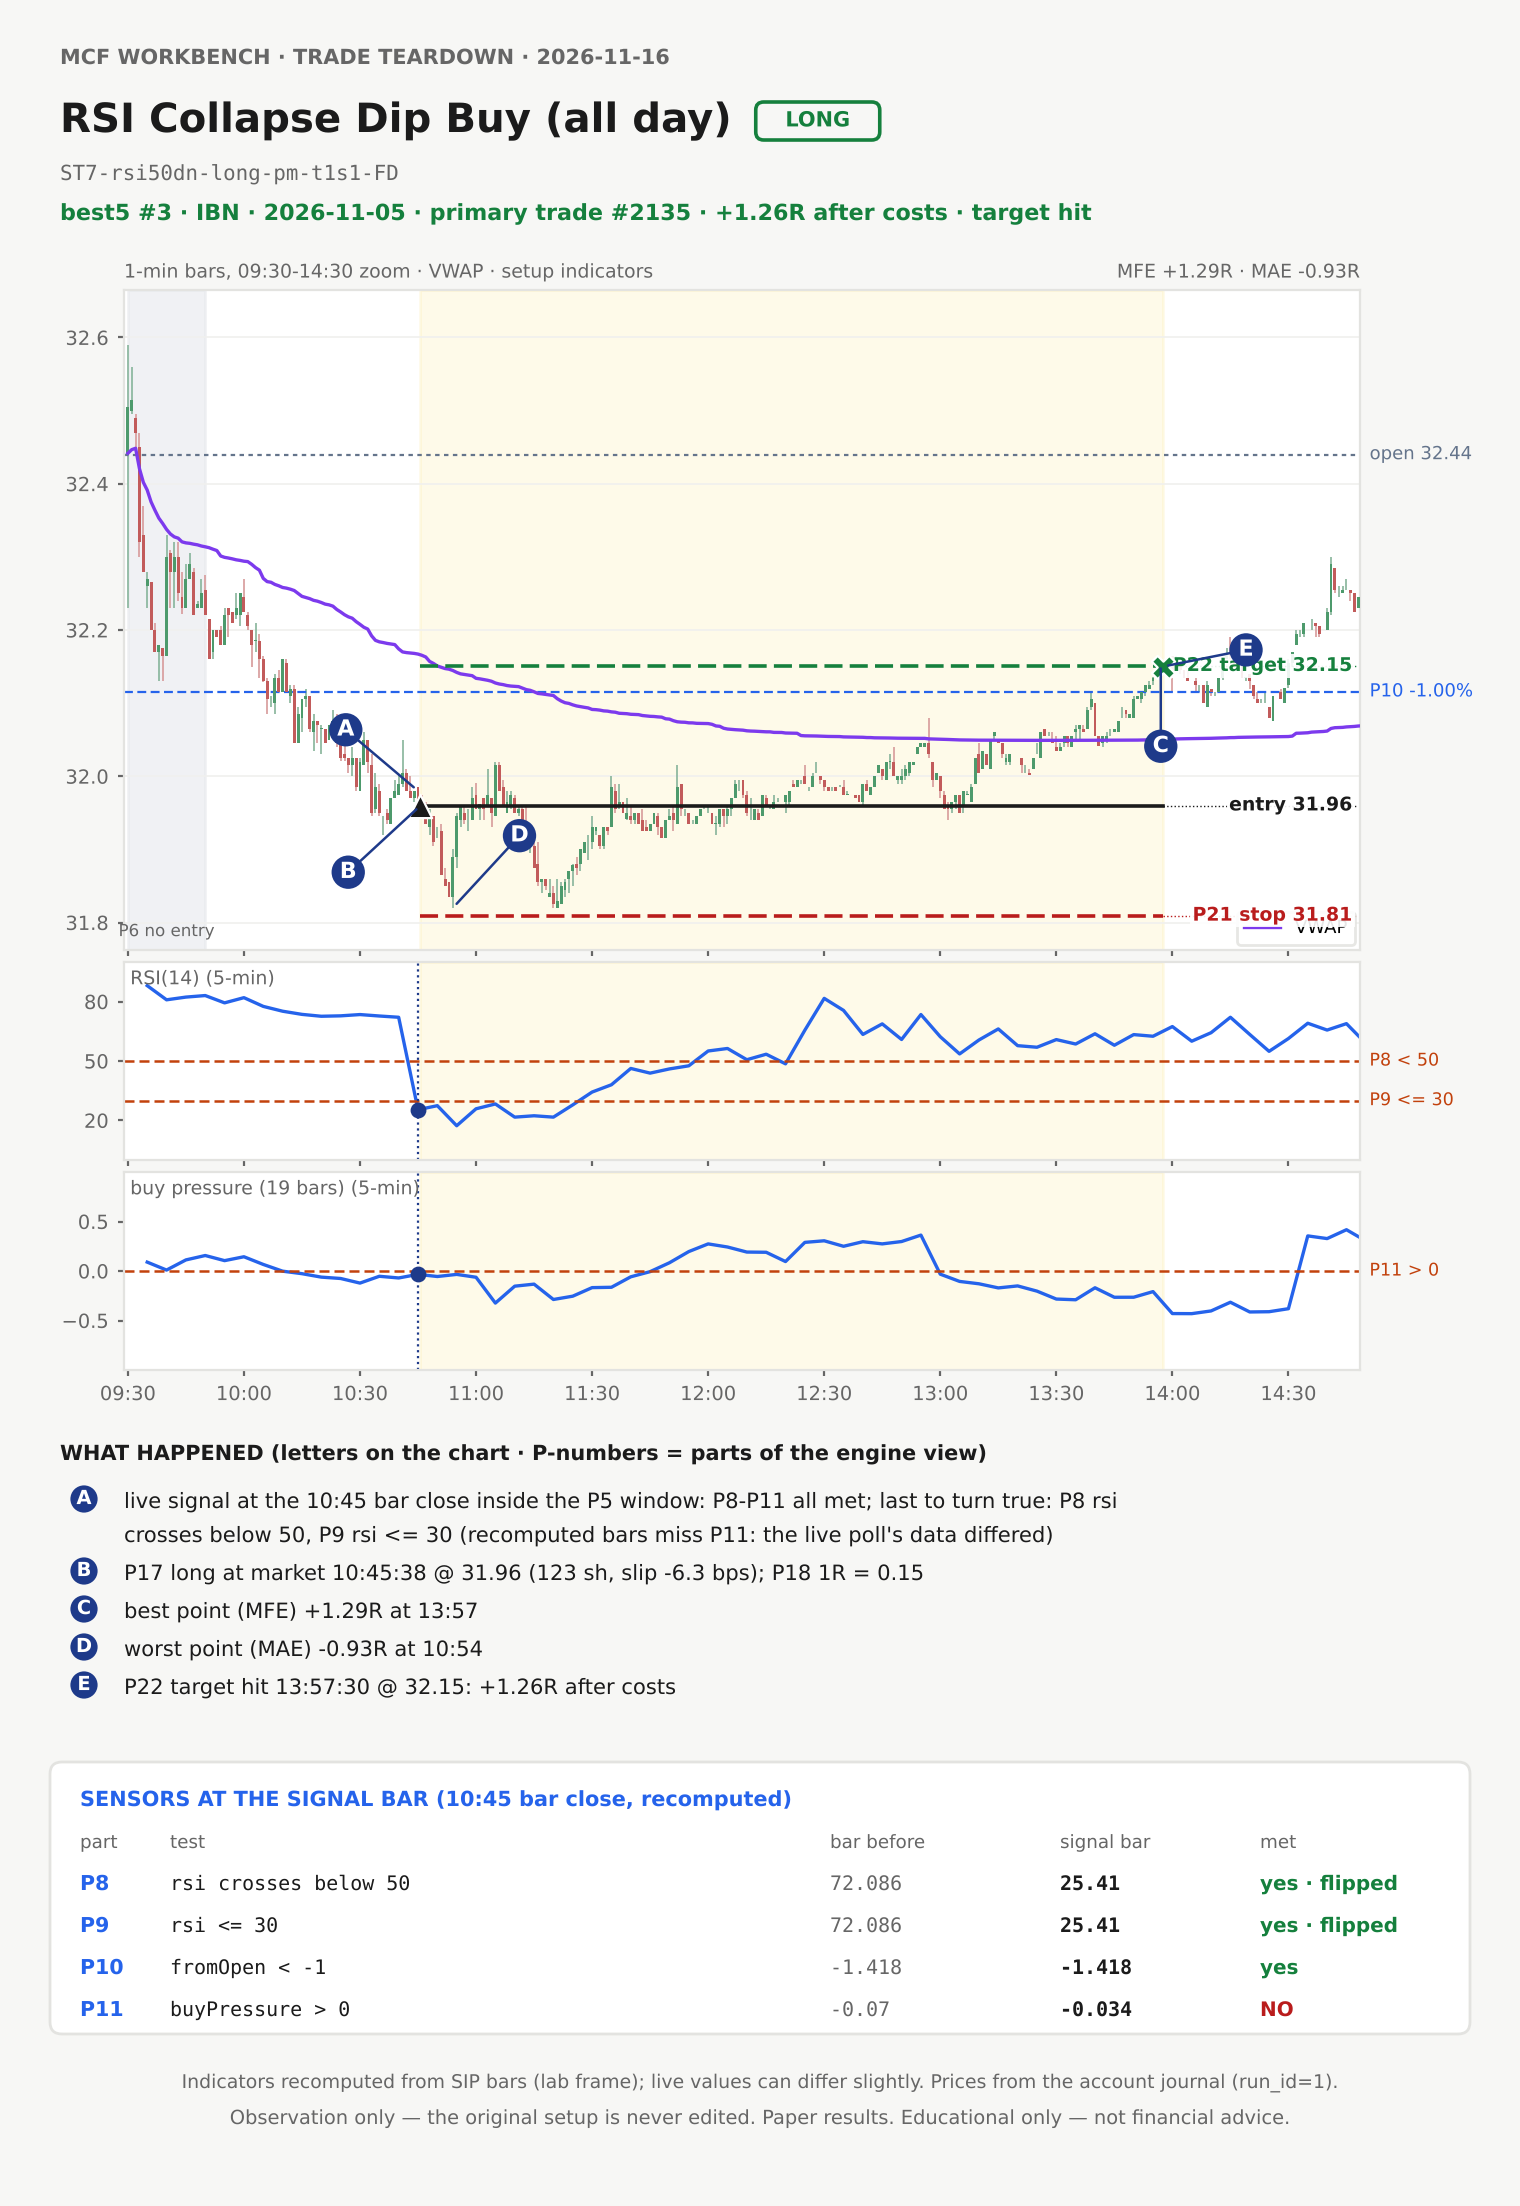 MCF WORKBENCH · TRADE TEARDOWN · 2026-11-16
RSI Collapse Dip Buy (all day) LONG
ST7-rsi50dn-long-pm-t1s1-FD
best5 #3 · IBN · 2026-11-05 · primary trade #2135 · +1.26R after costs · target hit
1-min bars, 09:30-14:30 zoom · VWAP · setup indicators MFE +1.29R · MAE -0.93R
32.6
open 32.44
32.4
32.2
E
P22 target 32.15
P10 -1.00%
A
C
32.0
entry 31.96
D
B
P21 stop 31.81
31.8
P6 no entry
VWAP
RSI(14) (5-min)
80
50
P8 < 50
P9 <= 30
20
buy pressure (19 bars) (5-min)
0.5
0.0
P11 > 0
−0.5
09:30 10:00 10:30 11:00 11:30 12:00 12:30 13:00 13:30 14:00 14:30
WHAT HAPPENED (letters on the chart · P-numbers = parts of the engine view)
A live signal at the 10:45 bar close inside the P5 window: P8-P11 all met; last to turn true: P8 rsi
crosses below 50, P9 rsi <= 30 (recomputed bars miss P11: the live poll's data differed)
B P17 long at market 10:45:38 @ 31.96 (123 sh, slip -6.3 bps); P18 1R = 0.15
C best point (MFE) +1.29R at 13:57
D worst point (MAE) -0.93R at 10:54
E P22 target hit 13:57:30 @ 32.15: +1.26R after costs
SENSORS AT THE SIGNAL BAR (10:45 bar close, recomputed)
part test bar before signal bar met
P8 rsi crosses below 50 72.086 25.41 yes · flipped
P9 rsi <= 30 72.086 25.41 yes · flipped
P10 fromOpen < -1 -1.418 -1.418 yes
P11 buyPressure > 0 -0.07 -0.034 NO
Indicators recomputed from SIP bars (lab frame); live values can differ slightly. Prices from the account journal (run_id=1).
Observation only — the original setup is never edited. Paper results. Educational only — not financial advice.